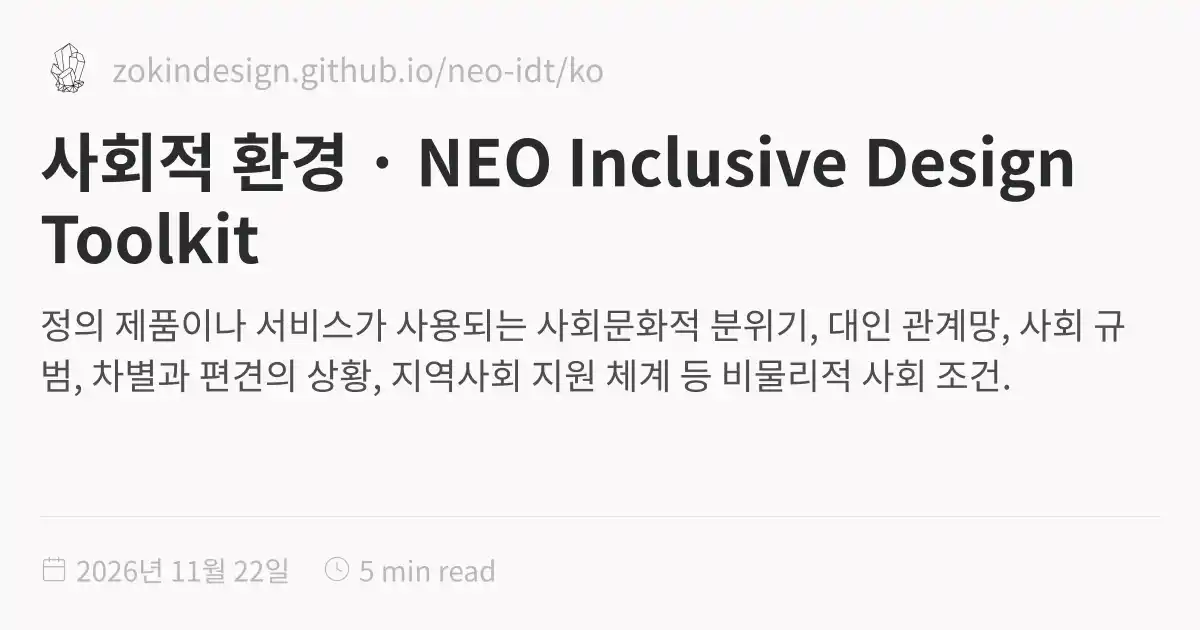 zokindesign.github.io/neo-idt/ko
사회적 환경 · NEO Inclusive Design
Toolkit
정의 제품이나 서비스가 사용되는 사회문화적 분위기, 대인 관계망, 사회 규
범, 차별과 편견의 상황, 지역사회 지원 체계 등 비물리적 사회 조건.
2026년 11월 22일 5 min read